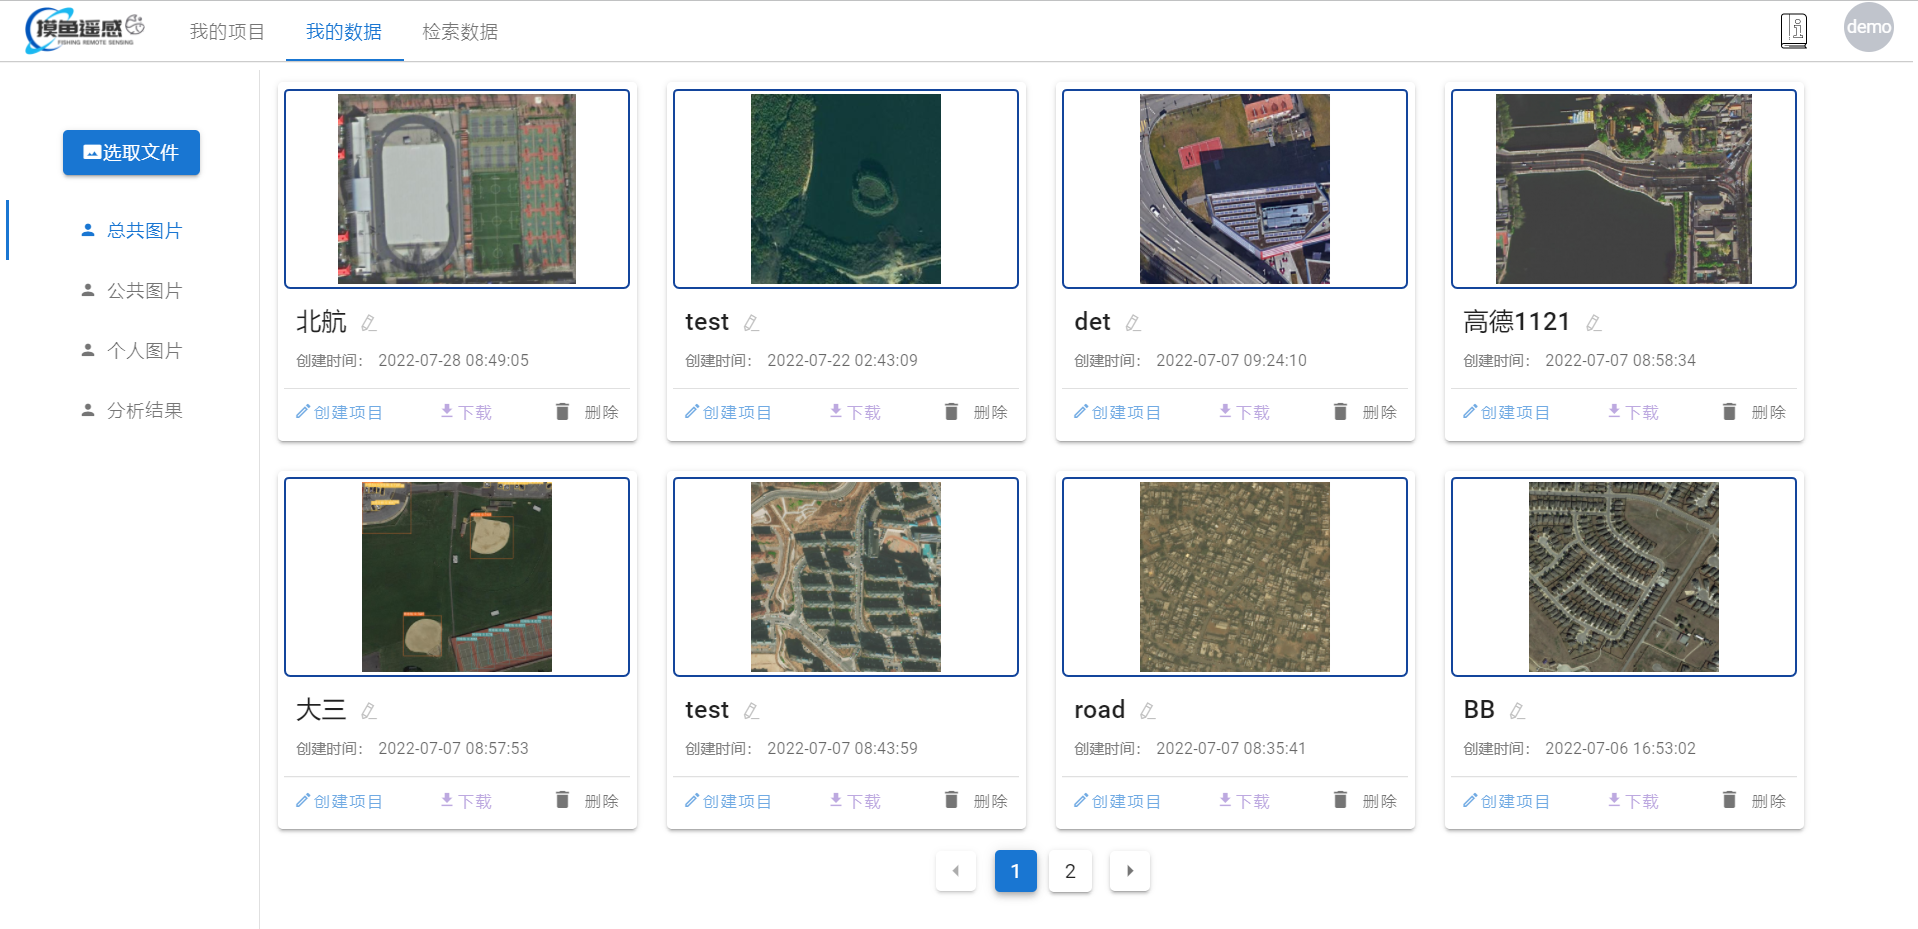 摸鱼遥感
FISHING REMOTE SENSING
我的项目
我的数据
检索数据
demo
选取文件
总共图片
公共图片
个人图片
分析结果
北航
创建时间： 2022-07-28 08:49:05
创建项目 下载 删除
test
创建时间： 2022-07-22 02:43:09
创建项目 下载 删除
det
创建时间： 2022-07-07 09:24:10
创建项目 下载 删除
高德1121
创建时间： 2022-07-07 08:58:34
创建项目 下载 删除
大三
创建时间： 2022-07-07 08:57:53
创建项目 下载 删除
test
创建时间： 2022-07-07 08:43:59
创建项目 下载 删除
road
创建时间： 2022-07-07 08:35:41
创建项目 下载 删除
BB
创建时间： 2022-07-06 16:53:02
创建项目 下载 删除
1 2